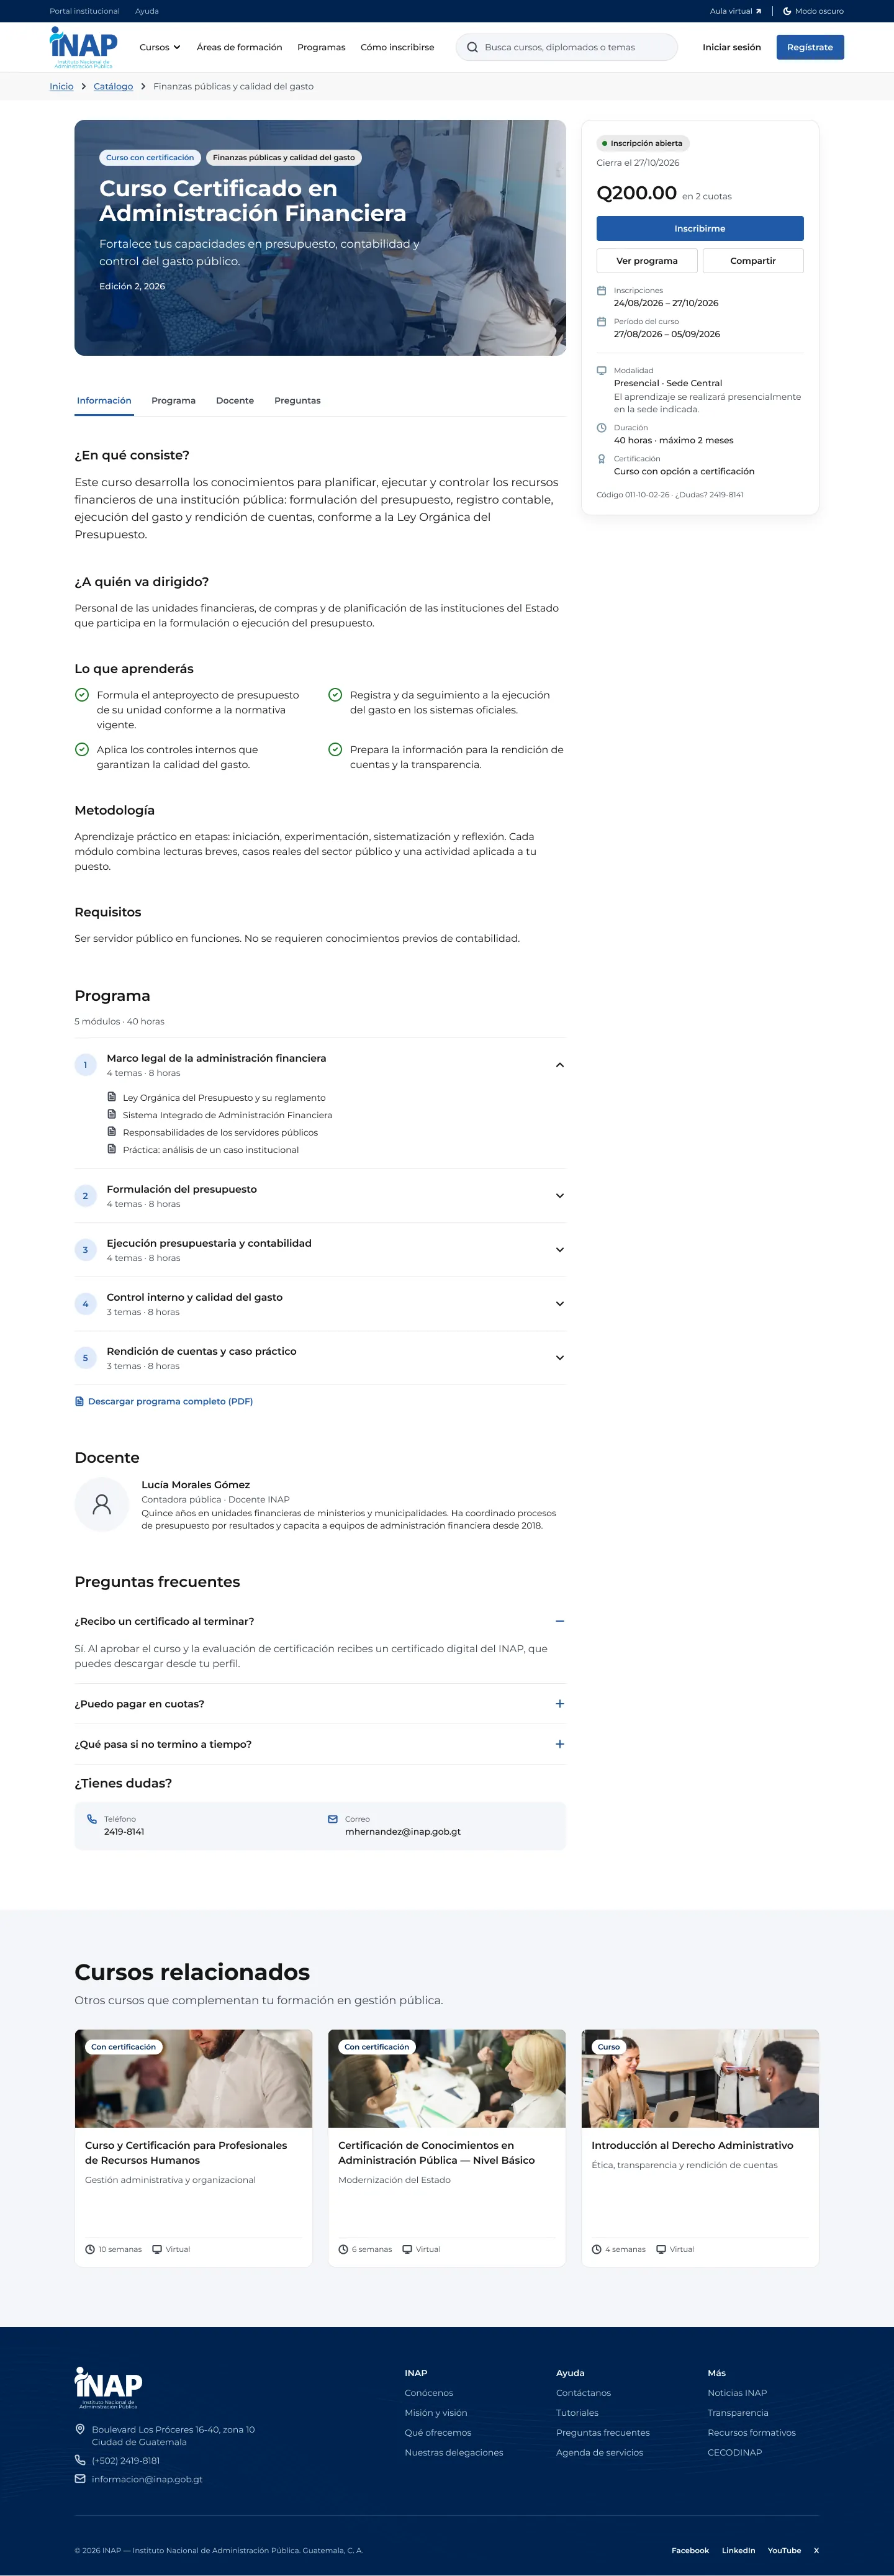 Portal institucional
Ayuda
Aula virtual
Modo oscuro
INAP
Instituto Nacional de
Administración Pública
Cursos
Áreas de formación
Programas
Cómo inscribirse
Busca cursos, diplomados o temas
Iniciar sesión
Regístrate
Inicio
Catálogo
Finanzas públicas y calidad del gasto
Curso con certificación
Finanzas públicas y calidad del gasto
Curso Certificado en
Administración Financiera
Fortalece tus capacidades en presupuesto, contabilidad y
control del gasto público.
Edición 2, 2026
Inscripción abierta
Cierra el 27/10/2026
Q200.00 en 2 cuotas
Inscribirme
Ver programa
Compartir
Inscripciones
24/08/2026 – 27/10/2026
Período del curso
27/08/2026 – 05/09/2026
Modalidad
Presencial · Sede Central
El aprendizaje se realizará presencialmente
en la sede indicada.
Duración
40 horas · máximo 2 meses
Certificación
Curso con opción a certificación
Código 011-10-02-26 · ¿Dudas? 2419-8141
Información
Programa
Docente
Preguntas
¿En qué consiste?
Este curso desarrolla los conocimientos para planificar, ejecutar y controlar los recursos
financieros de una institución pública: formulación del presupuesto, registro contable,
ejecución del gasto y rendición de cuentas, conforme a la Ley Orgánica del
Presupuesto.
¿A quién va dirigido?
Personal de las unidades financieras, de compras y de planificación de las instituciones del Estado
que participa en la formulación o ejecución del presupuesto.
Lo que aprenderás
Formula el anteproyecto de presupuesto
de su unidad conforme a la normativa
vigente.
Registra y da seguimiento a la ejecución
del gasto en los sistemas oficiales.
Aplica los controles internos que
garantizan la calidad del gasto.
Prepara la información para la rendición de
cuentas y la transparencia.
Metodología
Aprendizaje práctico en etapas: iniciación, experimentación, sistematización y reflexión. Cada
módulo combina lecturas breves, casos reales del sector público y una actividad aplicada a tu
puesto.
Requisitos
Ser servidor público en funciones. No se requieren conocimientos previos de contabilidad.
Programa
5 módulos · 40 horas
1
Marco legal de la administración financiera
4 temas · 8 horas
Ley Orgánica del Presupuesto y su reglamento
Sistema Integrado de Administración Financiera
Responsabilidades de los servidores públicos
Práctica: análisis de un caso institucional
2
Formulación del presupuesto
4 temas · 8 horas
3
Ejecución presupuestaria y contabilidad
4 temas · 8 horas
4
Control interno y calidad del gasto
3 temas · 8 horas
5
Rendición de cuentas y caso práctico
3 temas · 8 horas
Descargar programa completo (PDF)
Docente
Lucía Morales Gómez
Contadora pública · Docente INAP
Quince años en unidades financieras de ministerios y municipalidades. Ha coordinado procesos
de presupuesto por resultados y capacita a equipos de administración financiera desde 2018.
Preguntas frecuentes
¿Recibo un certificado al terminar?
Sí. Al aprobar el curso y la evaluación de certificación recibes un certificado digital del INAP, que
puedes descargar desde tu perfil.
¿Puedo pagar en cuotas?
¿Qué pasa si no termino a tiempo?
¿Tienes dudas?
Teléfono
2419-8141
Correo
mhernandez@inap.gob.gt
Cursos relacionados
Otros cursos que complementan tu formación en gestión pública.
Con certificación
Curso y Certificación para Profesionales
de Recursos Humanos
Gestión administrativa y organizacional
10 semanas
Virtual
Con certificación
Certificación de Conocimientos en
Administración Pública — Nivel Básico
Modernización del Estado
6 semanas
Virtual
Curso
Introducción al Derecho Administrativo
Ética, transparencia y rendición de cuentas
4 semanas
Virtual
INAP
Instituto Nacional de
Administración Pública
Boulevard Los Próceres 16-40, zona 10
Ciudad de Guatemala
(+502) 2419-8181
informacion@inap.gob.gt
INAP
Conócenos
Misión y visión
Qué ofrecemos
Nuestras delegaciones
Ayuda
Contáctanos
Tutoriales
Preguntas frecuentes
Agenda de servicios
Más
Noticias INAP
Transparencia
Recursos formativos
CECODINAP
© 2026 INAP — Instituto Nacional de Administración Pública. Guatemala, C. A.
Facebook
LinkedIn
YouTube
X